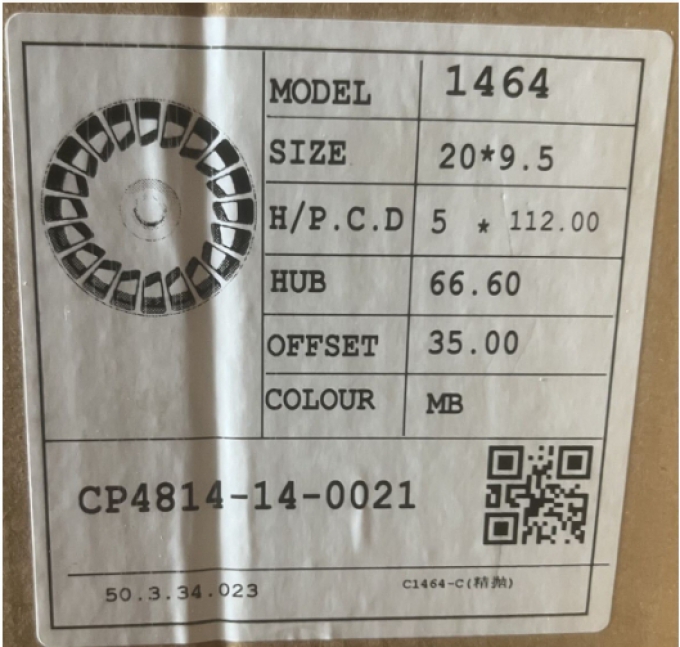 MODEL 1464
SIZE 20*9.5
H/P.C.D 5 * 112.00
HUB 66.60
OFFSET 35.00
COLOUR MB
CP4814-14-0021
50.3.34.023 C1464-C(精抛)